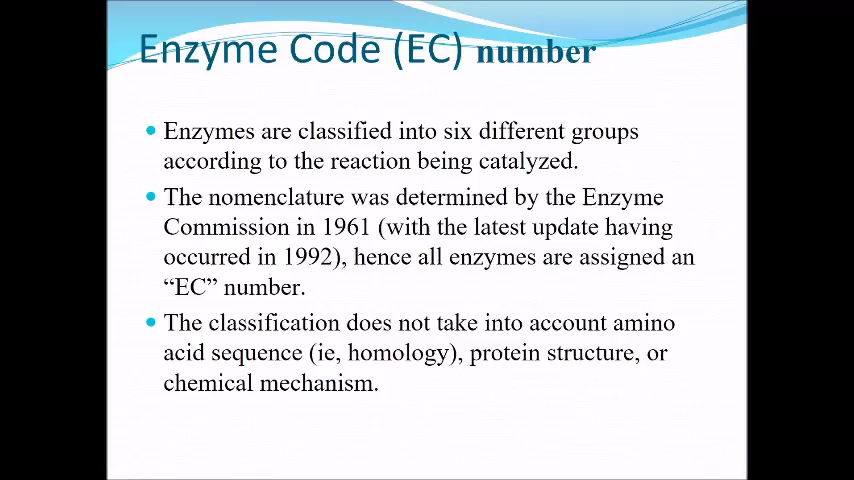 Enzyme Code (EC) number
• Enzymes are classified into six different groups
according to the reaction being catalyzed.
• The nomenclature was determined by the Enzyme
Commission in 1961 (with the latest update having
occurred in 1992), hence all enzymes are assigned an
“EC” number.
• The classification does not take into account amino
acid sequence (ie, homology), protein structure, or
chemical mechanism.